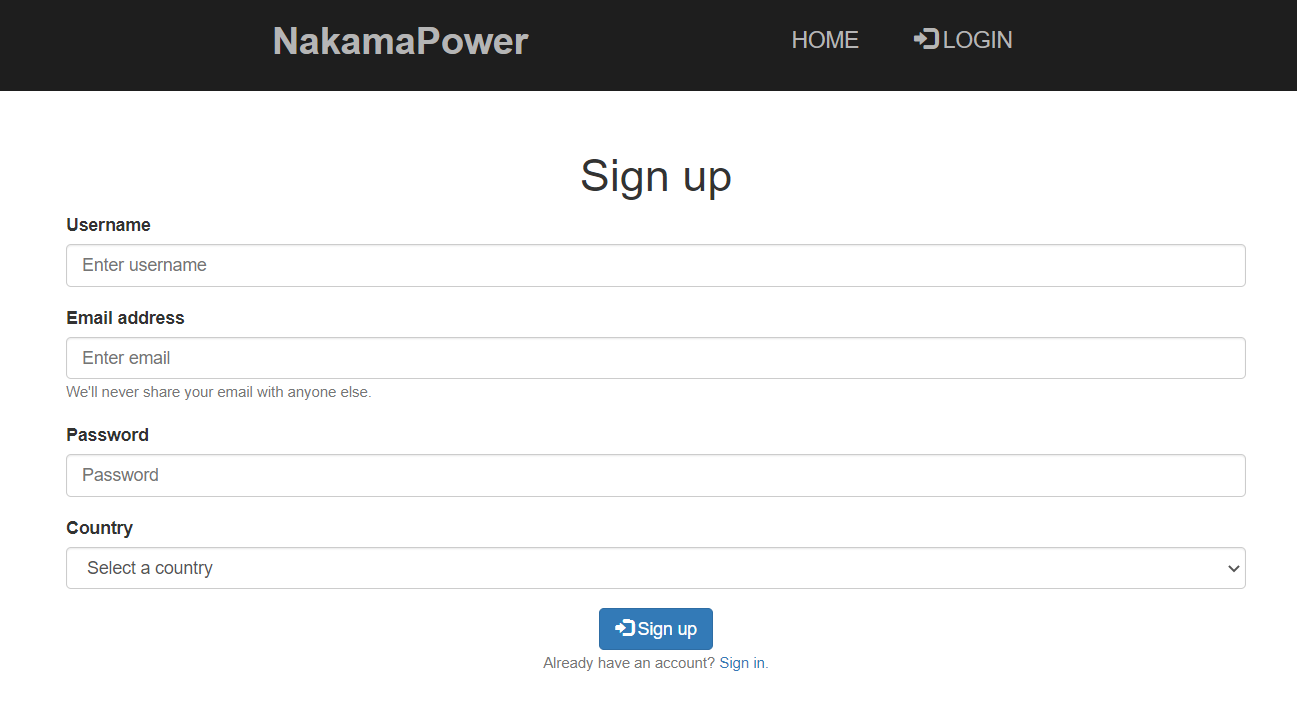 NakamaPower HOME LOGIN
Sign up
Username
Enter username
Email address
Enter email
We'll never share your email with anyone else.
Password
Password
Country
Select a country
Sign up
Already have an account? Sign in.